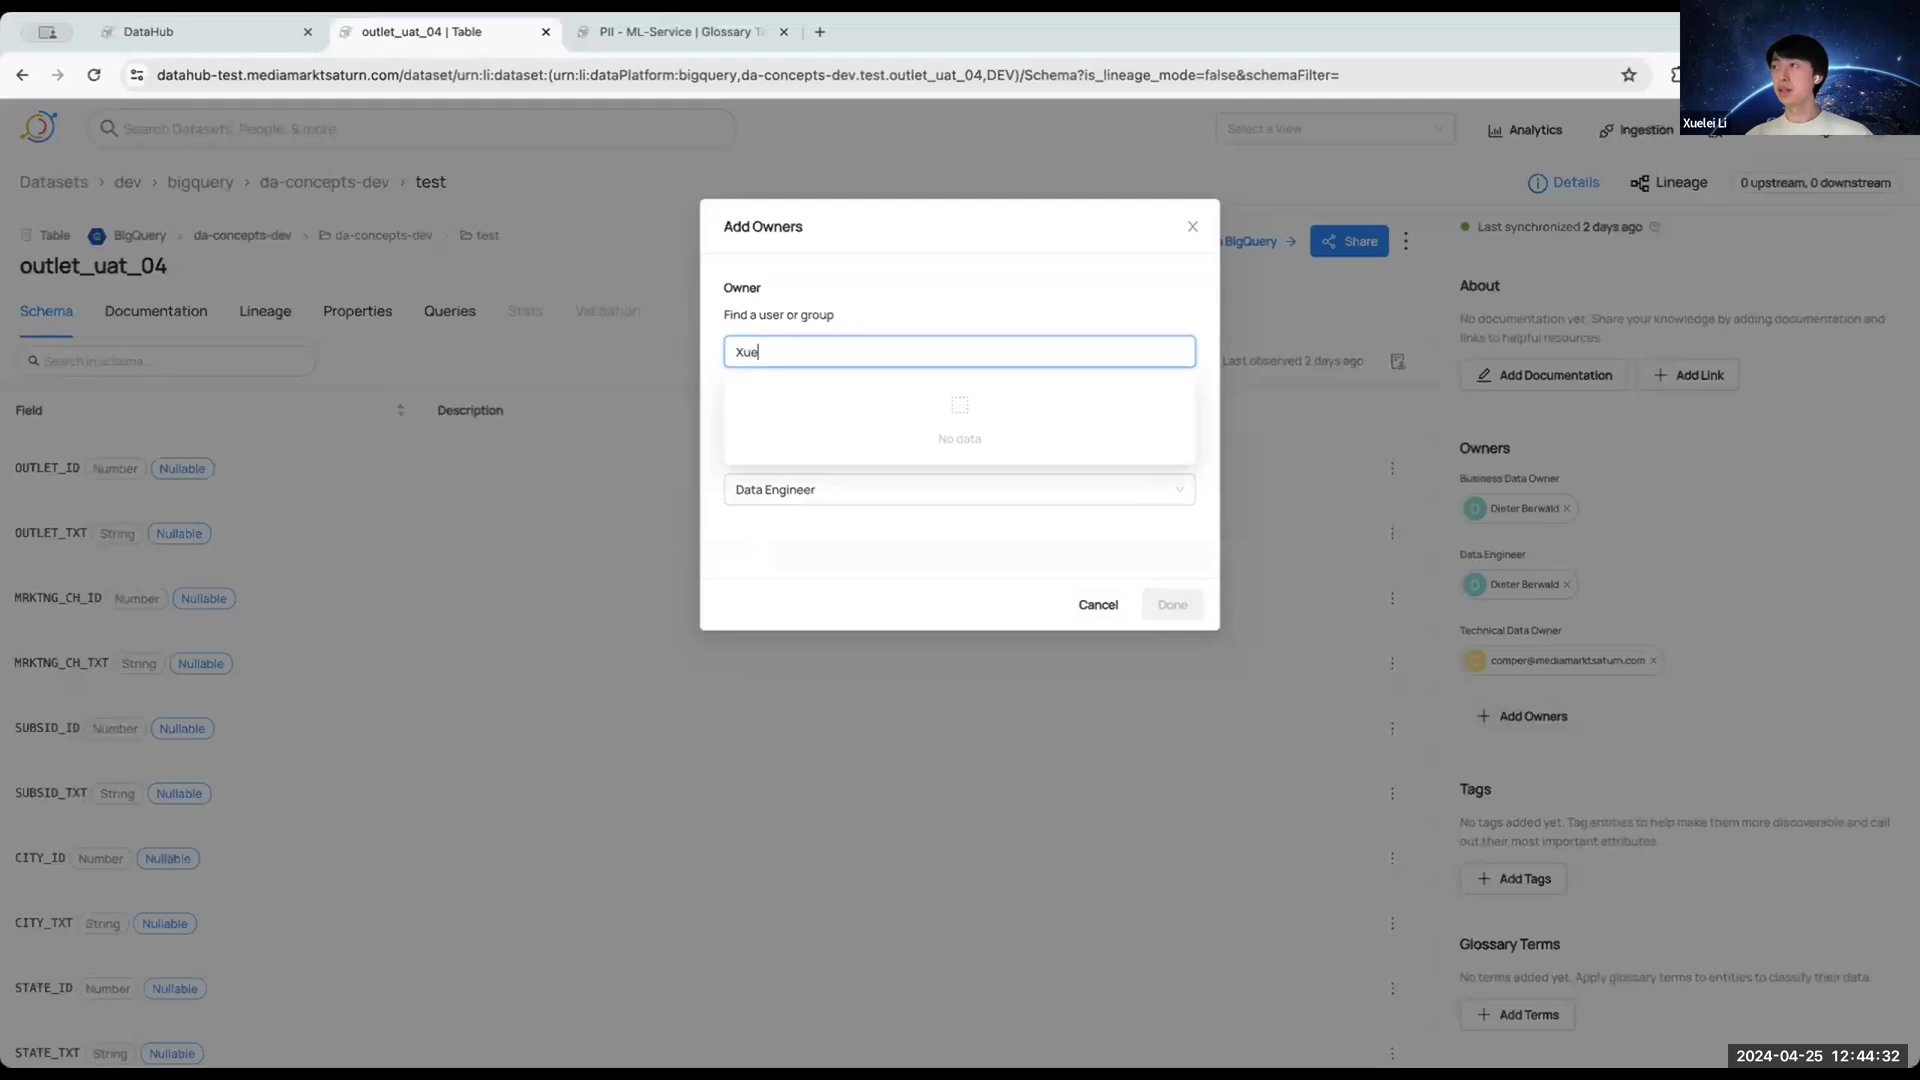 DataHub
outlet_uat_04 | Table
PII - ML-Service | Glossary T
datahub-test.mediamarktsaturn.com/dataset/urn:li:dataset:(urn:li:dataPlatform:bigquery,da-concepts-dev.test.outlet_uat_04,DEV)/Schema?is_lineage_mode=false&schemaFilter=
Xuelei Li
Search Datasets, People, & more
Select a View
Analytics
Ingestion
Datasets > dev > bigquery > da-concepts-dev > test
Details
Lineage
0 upstream, 0 downstream
Table
BigQuery
da-concepts-dev
da-concepts-dev
test
outlet_uat_04
BigQuery
Share
Last synchronized 2 days ago
Schema
Documentation
Lineage
Properties
Queries
Stats
Validation
Search in schema...
Last observed 2 days ago
Field
Description
OUTLET_ID Number Nullable
OUTLET_TXT String Nullable
MRKTNG_CH_ID Number Nullable
MRKTNG_CH_TXT String Nullable
SUBSID_ID Number Nullable
SUBSID_TXT String Nullable
CITY_ID Number Nullable
CITY_TXT String Nullable
STATE_ID Number Nullable
STATE_TXT String Nullable
Add Owners
Owner
Find a user or group
Xue
No data
Data Engineer
Cancel
Done
About
No documentation yet. Share your knowledge by adding documentation and
links to helpful resources.
Add Documentation
Add Link
Owners
Business Data Owner
D Dieter Berwald
Data Engineer
D Dieter Berwald
Technical Data Owner
comper@mediamarktsaturn.com
Add Owners
Tags
No tags added yet. Tag entities to help make them more discoverable and call
out their most important attributes.
Add Tags
Glossary Terms
No terms added yet. Apply glossary terms to entities to classify their data.
Add Terms
2024-04-25 12:44:32